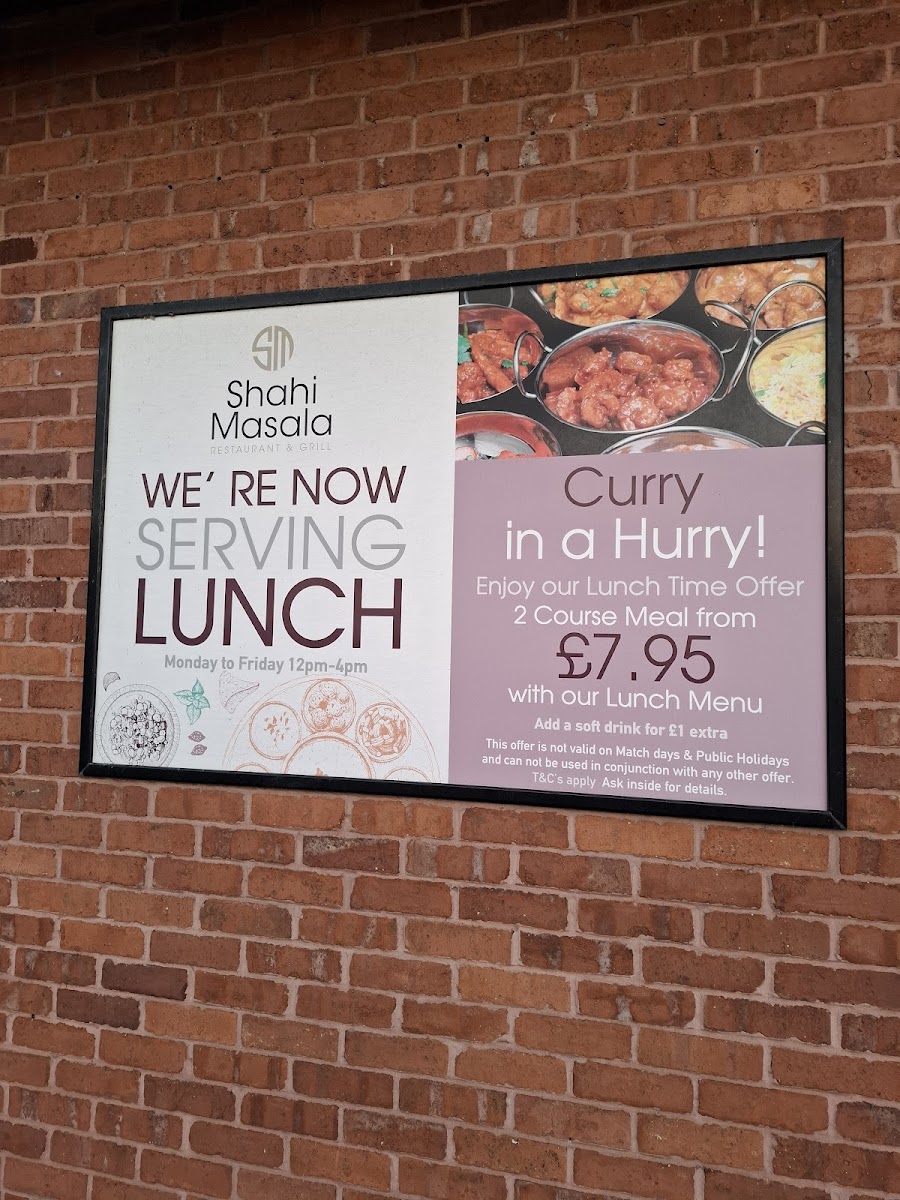 SM
Shahi
Masala
RESTAURANT & GRILL
WE' RE NOW
SERVING
LUNCH
Monday to Friday 12pm-4pm
Curry
in a Hurry!
Enjoy our Lunch Time Offer
2 Course Meal from
£7.95
with our Lunch Menu
Add a soft drink for £1 extra
This offer is not valid on Match days & Public Holidays
and can not be used in conjunction with any other offer.
T&C's apply Ask inside for details.